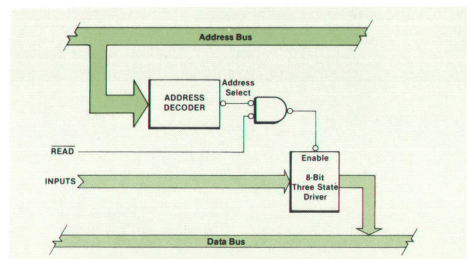 Address Bus
ADDRESS
DECODER
Address
Select
READ
INPUTS
Enable
8-Bit
Three State
Driver
Data Bus